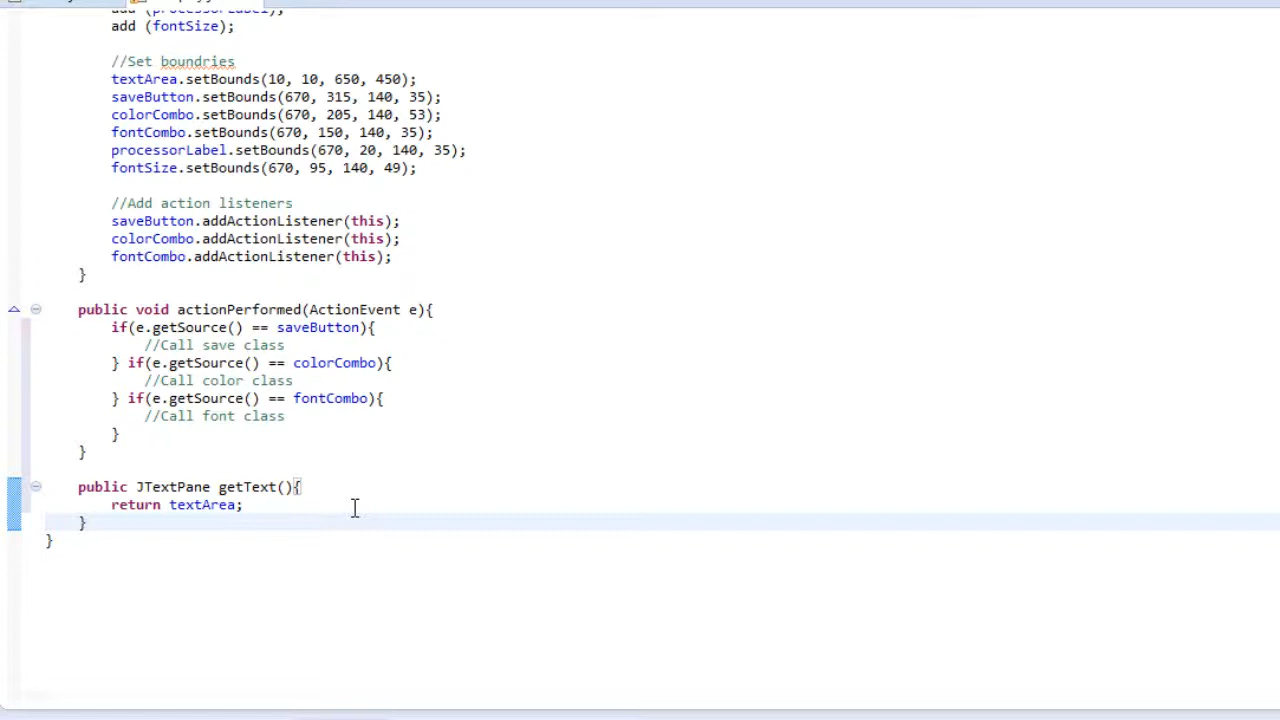 add (processorLabel);
add (fontSize);
//Set boundries
textArea.setBounds(10, 10, 650, 450);
saveButton.setBounds(670, 315, 140, 35);
colorCombo.setBounds(670, 205, 140, 53);
fontCombo.setBounds(670, 150, 140, 35);
processorLabel.setBounds(670, 20, 140, 35);
fontSize.setBounds(670, 95, 140, 49);
//Add action listeners
saveButton.addActionListener(this);
colorCombo.addActionListener(this);
fontCombo.addActionListener(this);
}
public void actionPerformed(ActionEvent e){
if(e.getSource() == saveButton){
//Call save class
} if(e.getSource() == colorCombo){
//Call color class
} if(e.getSource() == fontCombo){
//Call font class
}
}
public JTextPane getText(){
return textArea;
}
}